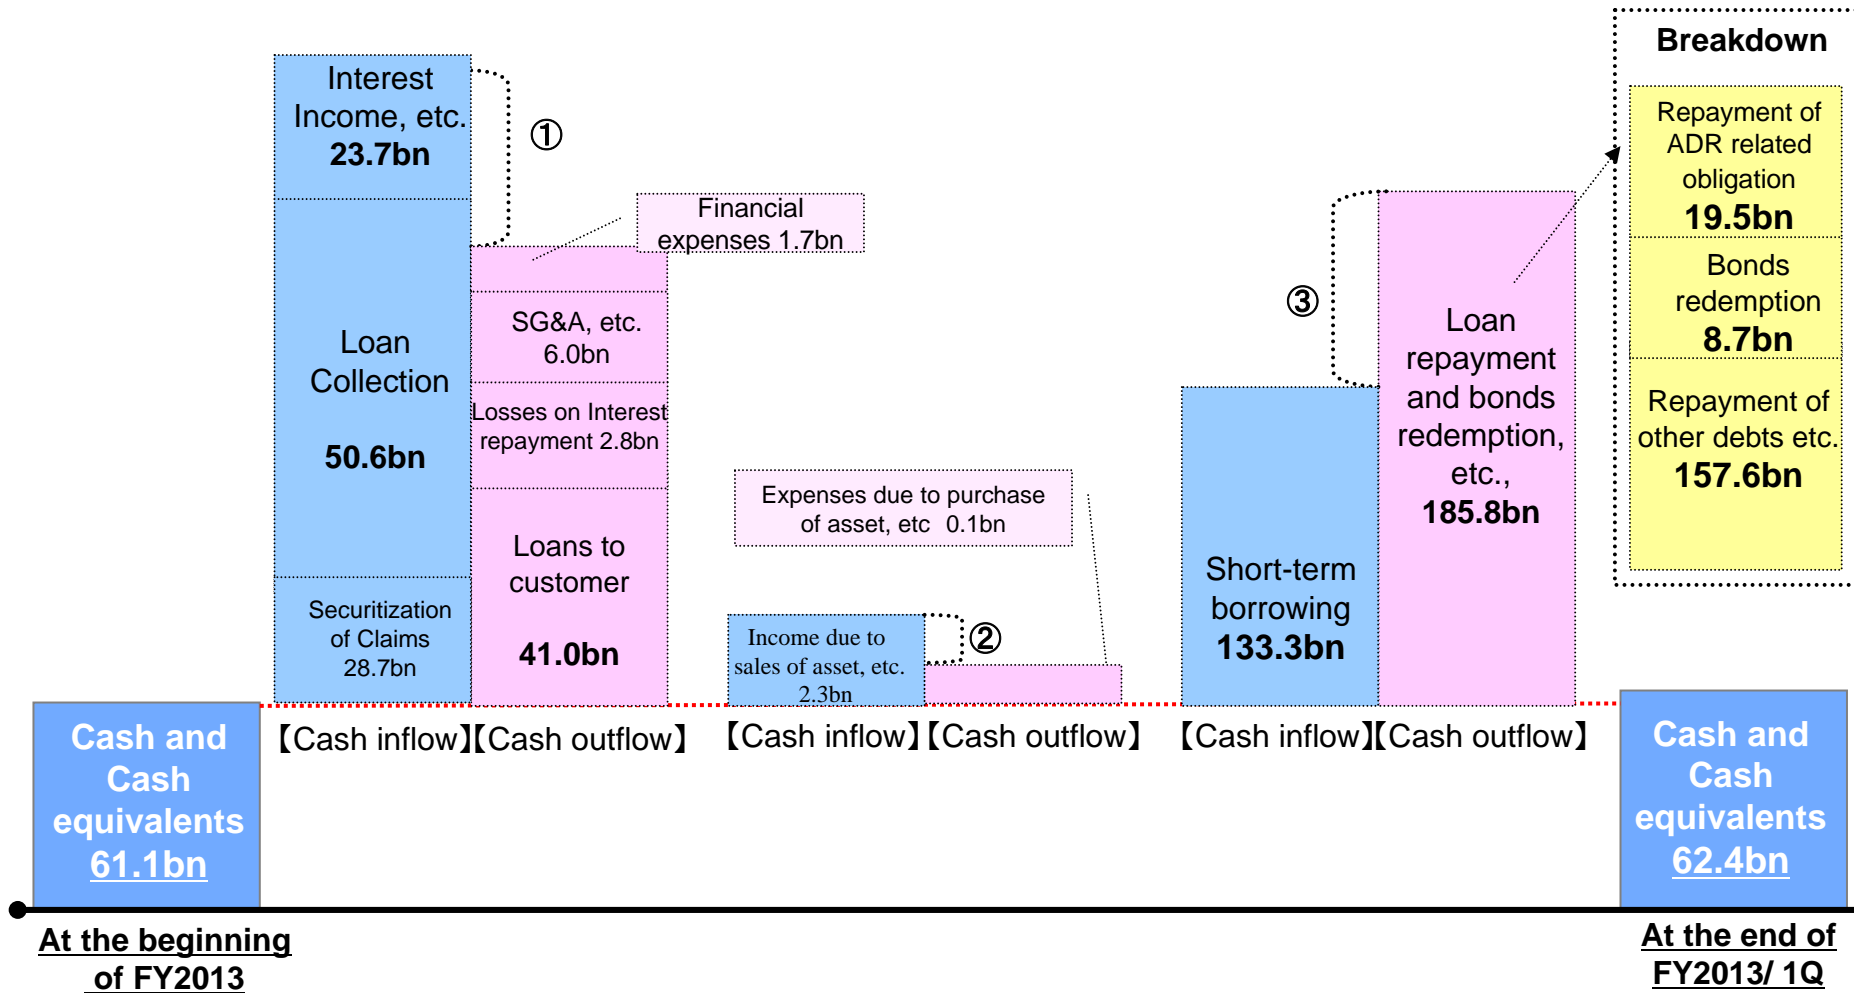 Interest
Income, etc.
23.7bn
Loan
Collection
50.6bn
Securitization
of Claims
28.7bn
①
Financial
expenses 1.7bn
SG&A, etc.
6.0bn
Losses on Interest
repayment 2.8bn
Loans to
customer
41.0bn
Expenses due to purchase
of asset, etc 0.1bn
Income due to
sales of asset, etc.
2.3bn
②
③
Short-term
borrowing
133.3bn
Loan
repayment
and bonds
redemption,
etc.,
185.8bn
Breakdown
Repayment of
ADR related
obligation
19.5bn
Bonds
redemption
8.7bn
Repayment of
other debts etc.
157.6bn
【Cash inflow】【Cash outflow】
【Cash inflow】【Cash outflow】
【Cash inflow】【Cash outflow】
Cash and
Cash
equivalents
61.1bn
Cash and
Cash
equivalents
62.4bn
At the beginning
of FY2013
At the end of
FY2013/ 1Q